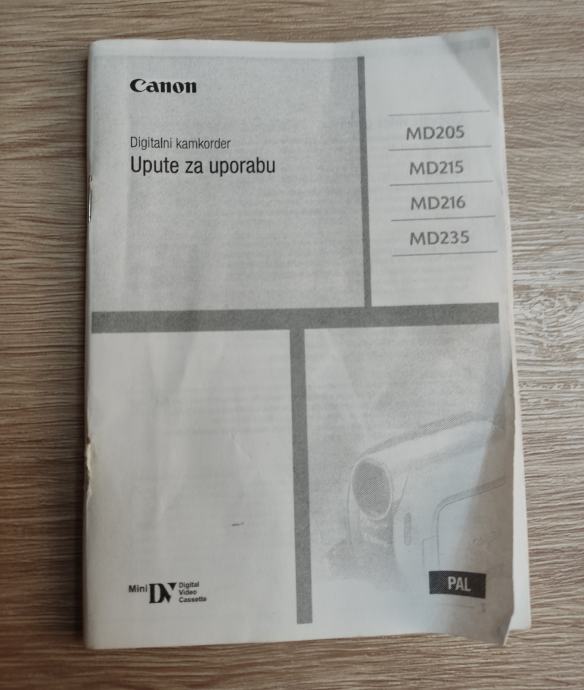 Canon
Digitalni kamkorder
Upute za uporabu
MD205
MD215
MD216
MD235
Mini DV Digital
Video
Cassette
PAL